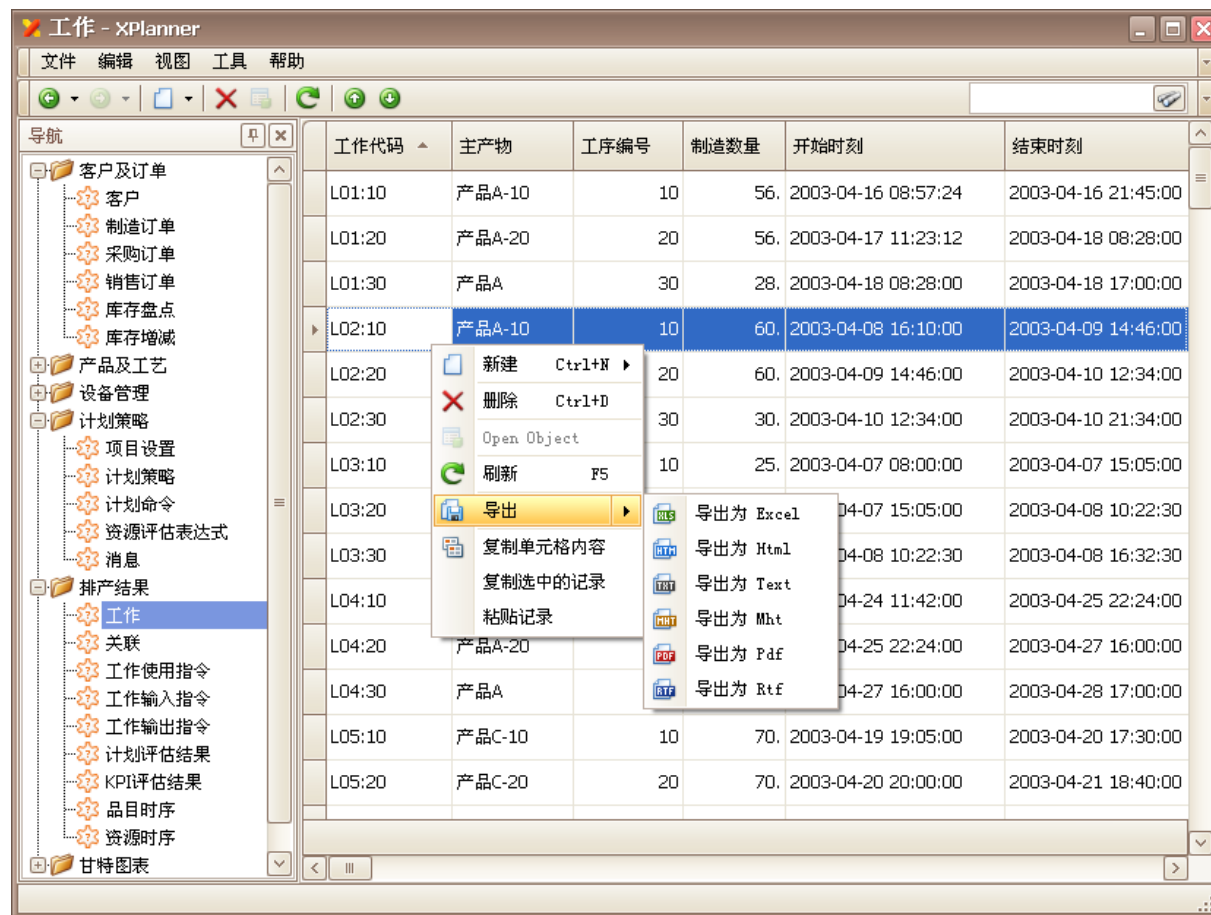 工作 - XPlanner
文件 编辑 视图 工具 帮助
导航
客户及订单
客户
制造订单
采购订单
销售订单
库存盘点
库存增减
产品及工艺
设备管理
计划策略
项目设置
计划策略
计划命令
资源评估表达式
消息
排产结果
工作
关联
工作使用指令
工作输入指令
工作输出指令
计划评估结果
KPI评估结果
品目时序
资源时序
甘特图表
工作代码 主产物 工序编号 制造数量 开始时刻 结束时刻
L01:10 产品A-10 10 56. 2003-04-16 08:57:24 2003-04-16 21:45:00
L01:20 产品A-20 20 56. 2003-04-17 11:23:12 2003-04-18 08:28:00
L01:30 产品A 30 28. 2003-04-18 08:28:00 2003-04-18 17:00:00
L02:10 产品A-10 10 60. 2003-04-08 16:10:00 2003-04-09 14:46:00
L02:20 20 60. 2003-04-09 14:46:00 2003-04-10 12:34:00
L02:30 30 30. 2003-04-10 12:34:00 2003-04-10 21:34:00
L03:10 10 25. 2003-04-07 08:00:00 2003-04-07 15:05:00
L03:20 04-07 15:05:00 2003-04-08 10:22:30
L03:30 04-08 10:22:30 2003-04-08 16:32:30
L04:10 04-24 11:42:00 2003-04-25 22:24:00
L04:20 产品A-20 04-25 22:24:00 2003-04-27 16:00:00
L04:30 产品A 04-27 16:00:00 2003-04-28 17:00:00
L05:10 产品C-10 10 70. 2003-04-19 19:05:00 2003-04-20 17:30:00
L05:20 产品C-20 20 70. 2003-04-20 20:00:00 2003-04-21 18:40:00
新建 Ctrl+N
删除 Ctrl+D
Open Object
刷新 F5
导出
复制单元格内容
复制选中的记录
粘贴记录
XLS 导出为 Excel
HTM 导出为 Html
TXT 导出为 Text
MHT 导出为 Mht
PDF 导出为 Pdf
RTF 导出为 Rtf